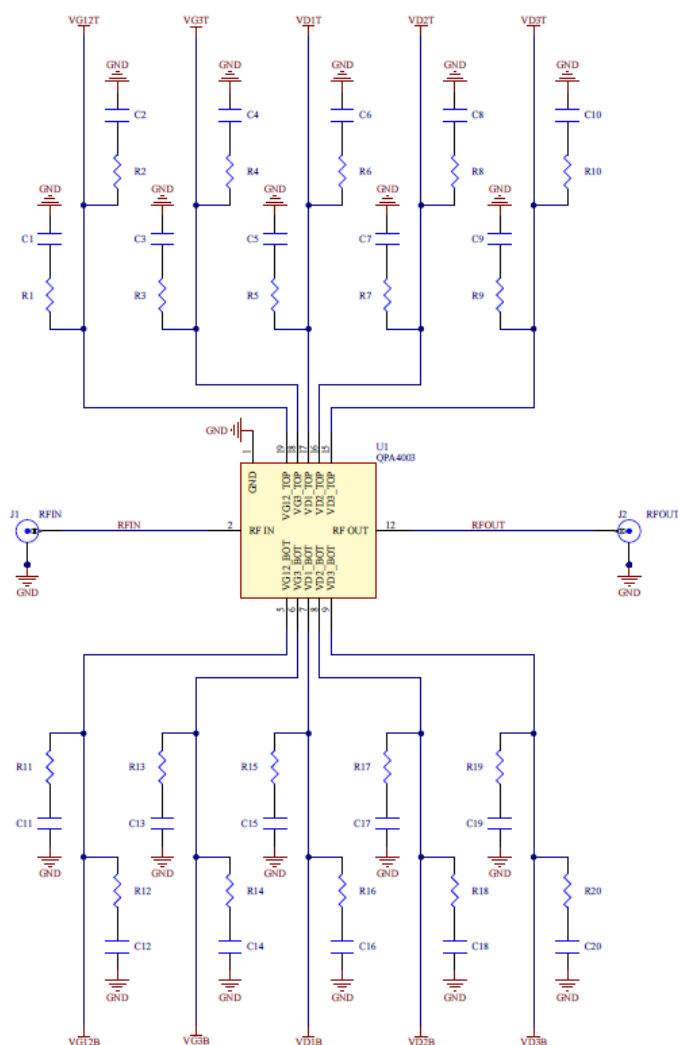 VG12T VG3T VD1T VD2T VD3T
GND GND GND GND GND
C2 C4 C6 C8 C10
R2 R4 R6 R8 R10
GND GND GND GND GND
C1 C3 C5 C7 C9
R1 R3 R5 R7 R9
GND
1 19 18 17 16 15
U1
QPA4003
GND VG12_TOP VG3_TOP VD1_TOP VD2_TOP VD3_TOP
J1 RFIN
RFIN 2 RF IN RF OUT 12 RFOUT
J2 RFOUT
GND GND
VG12_BOT VG3_BOT VD1_BOT VD2_BOT VD3_BOT
5 6 7 8 9
R11 R13 R15 R17 R19
C11 C13 C15 C17 C19
GND GND GND GND GND
R12 R14 R16 R18 R20
C12 C14 C16 C18 C20
GND GND GND GND GND
VG12B VG3B VD1B VD2B VD3B